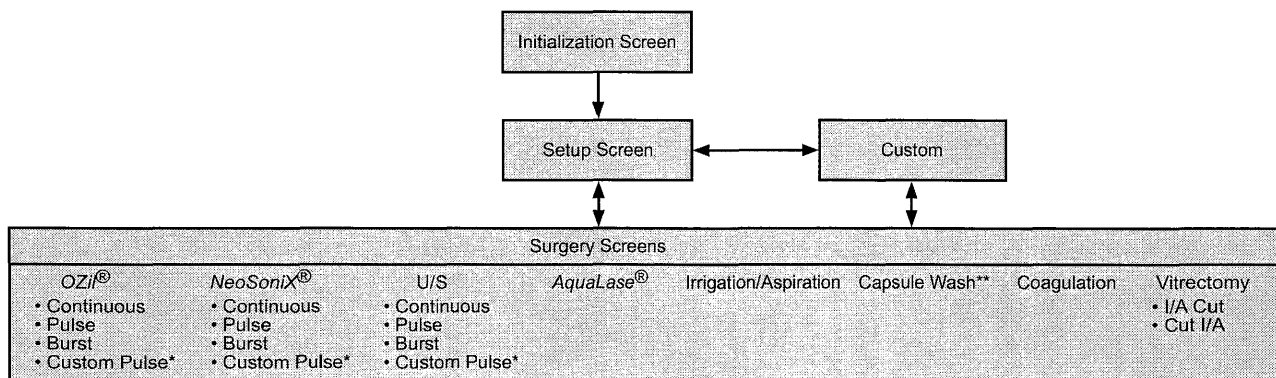 Initialization Screen
Setup Screen
Custom
Surgery Screens
OZil®
• Continuous
• Pulse
• Burst
• Custom Pulse*
NeoSoniX®
• Continuous
• Pulse
• Burst
• Custom Pulse*
U/S
• Continuous
• Pulse
• Burst
• Custom Pulse*
AquaLase®
Irrigation/Aspiration
Capsule Wash**
Coagulation
Vitrectomy
• I/A Cut
• Cut I/A